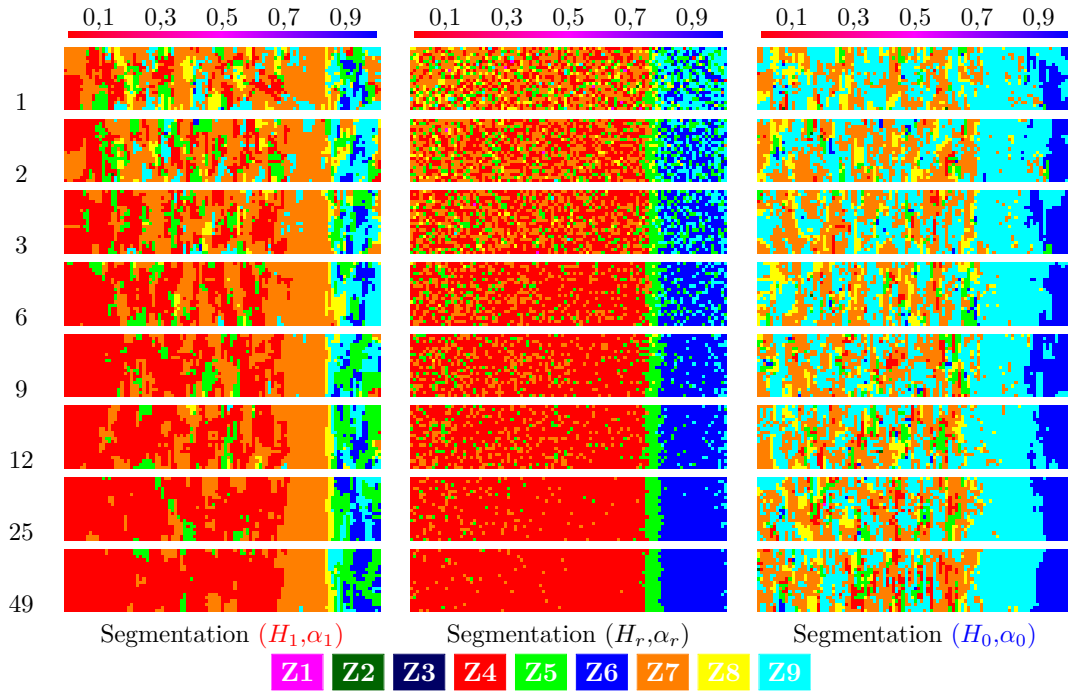 0,1 0,3 0,5 0,7 0,9 0,1 0,3 0,5 0,7 0,9 0,1 0,3 0,5 0,7 0,9
1
2
3
6
9
12
25
49
Segmentation (H₁,α₁) Segmentation (Hᵣ,αᵣ) Segmentation (H₀,α₀)
Z1 Z2 Z3 Z4 Z5 Z6 Z7 Z8 Z9